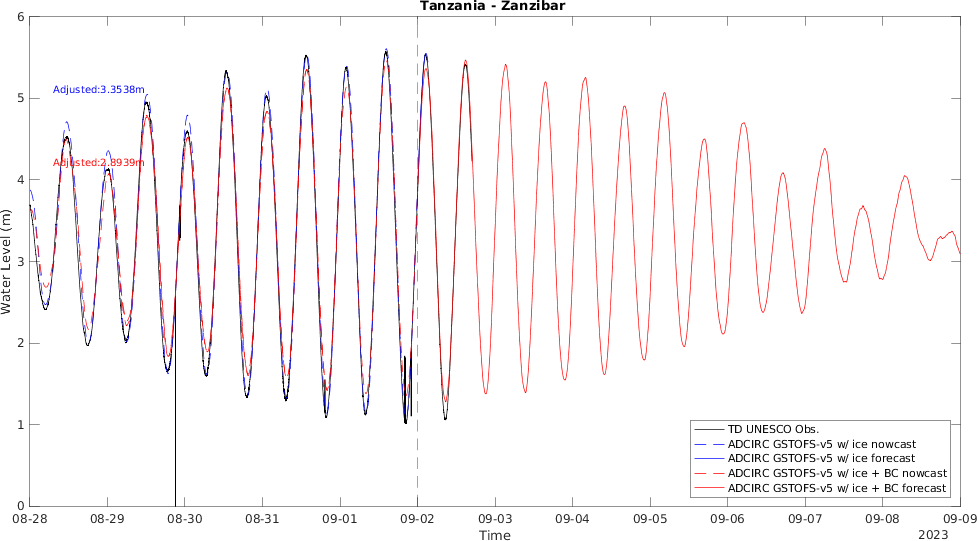 Tanzania - Zanzibar
6
5
4
3
2
1
0
Water Level (m)
Adjusted:3.3538m
Adjusted:2.8939m
TD UNESCO Obs.
ADCIRC GSTOFS-v5 w/ ice nowcast
ADCIRC GSTOFS-v5 w/ ice forecast
ADCIRC GSTOFS-v5 w/ ice + BC nowcast
ADCIRC GSTOFS-v5 w/ ice + BC forecast
08-28 08-29 08-30 08-31 09-01 09-02 09-03 09-04 09-05 09-06 09-07 09-08 09-09
Time
2023